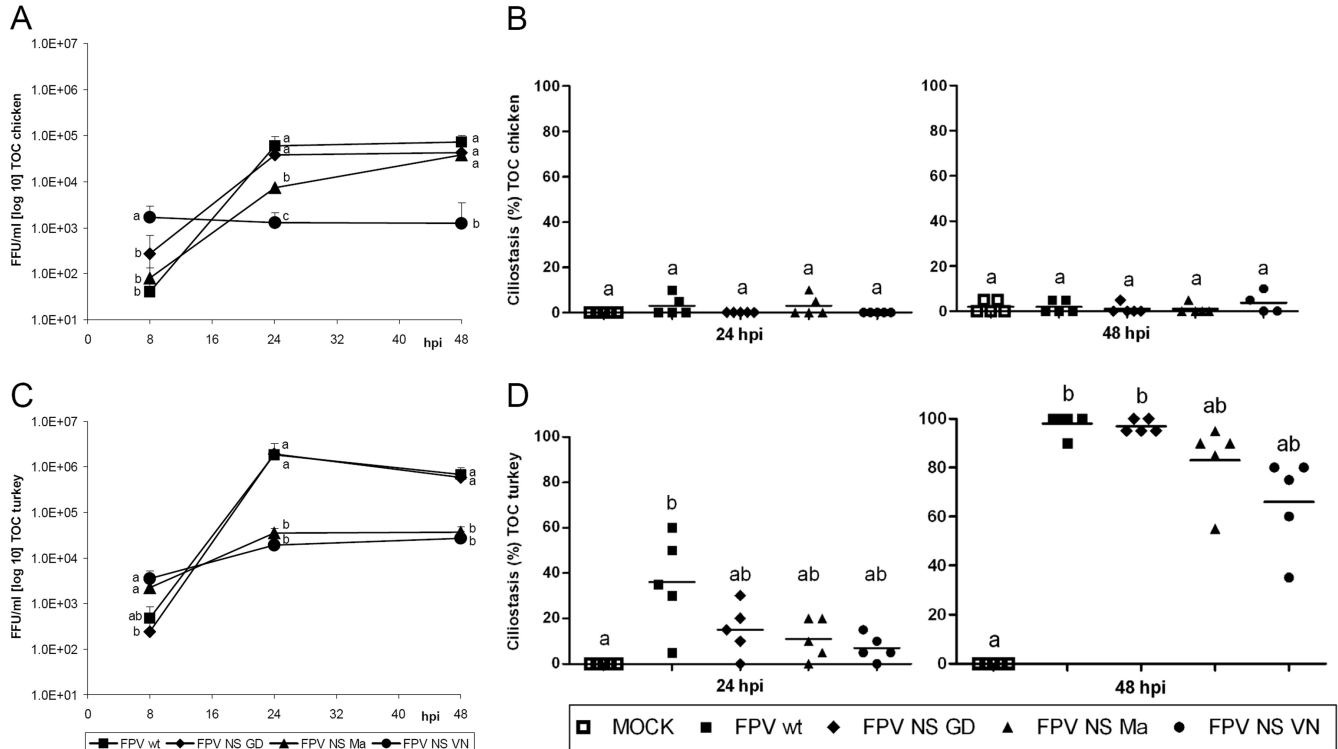 A
FFU/ml [log 10] TOC chicken
1.0E+07
1.0E+06
1.0E+05
1.0E+04
1.0E+03
1.0E+02
1.0E+01
a
b
b
b
a
a
b
c
a
a
a
b
0 8 16 24 32 40 hpi 48
B
Ciliostasis (%) TOC chicken
100
80
60
40
20
0
a a a a a
24 hpi
100
80
60
40
20
0
a a a a a
48 hpi
C
FFU/ml [log 10] TOC turkey
1.0E+07
1.0E+06
1.0E+05
1.0E+04
1.0E+03
1.0E+02
1.0E+01
a
a
ab
b
a
a
b
b
a
a
b
b
0 8 16 24 32 40 hpi 48
FPV wt FPV NS GD FPV NS Ma FPV NS VN
D
Ciliostasis (%) TOC turkey
100
80
60
40
20
0
a b ab ab ab
24 hpi
100
80
60
40
20
0
a b b ab ab
48 hpi
MOCK FPV wt FPV NS GD FPV NS Ma FPV NS VN